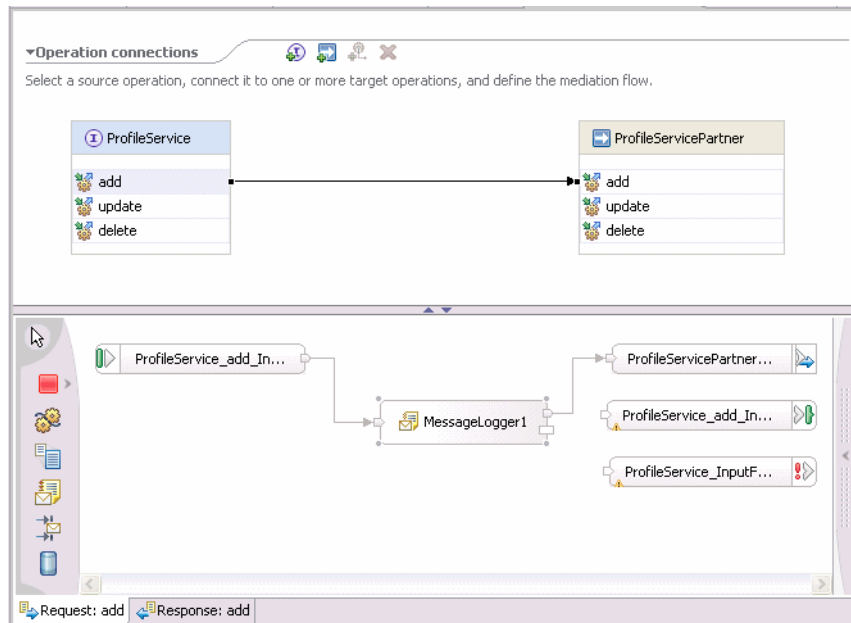 Operation connections
Select a source operation, connect it to one or more target operations, and define the mediation flow.
ProfileService
add
update
delete
ProfileServicePartner
add
update
delete
ProfileService_add_In...
MessageLogger1
ProfileServicePartner...
ProfileService_add_In...
ProfileService_InputF...
Request: add
Response: add